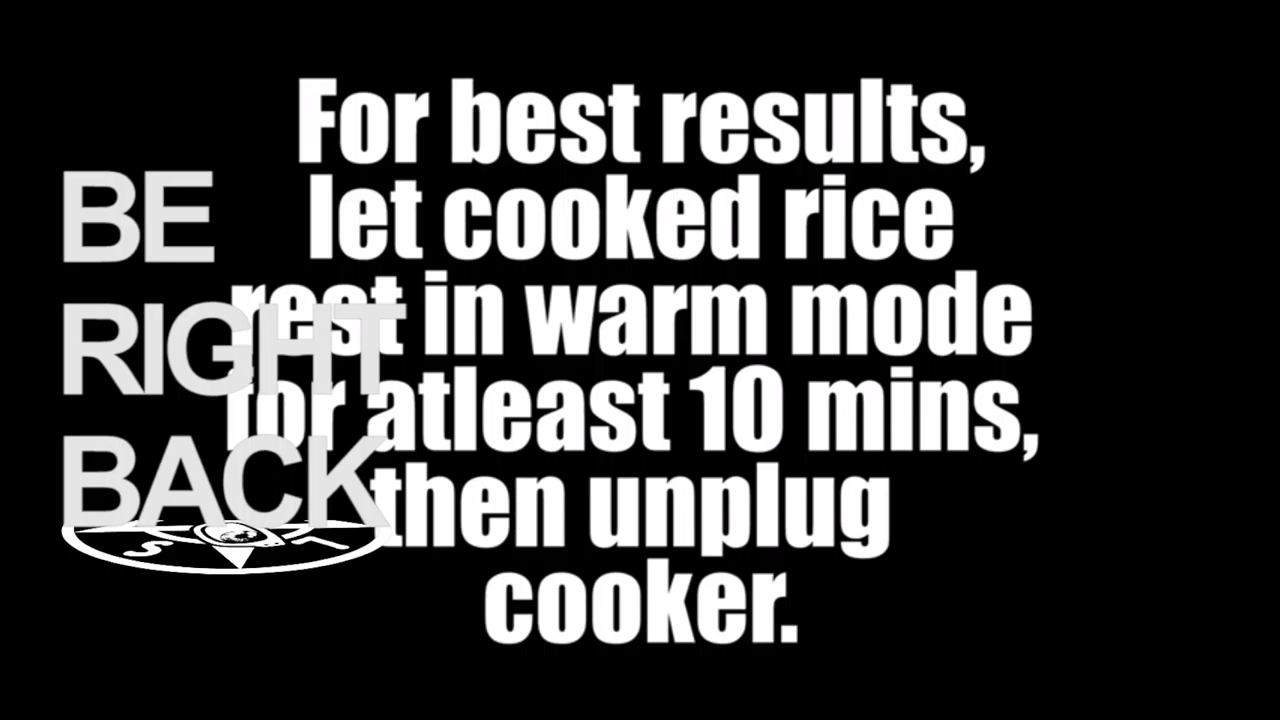 For best results,
let cooked rice
rest in warm mode
for atleast 10 mins,
then unplug
cooker.
BE
RIGHT
BACK
S T